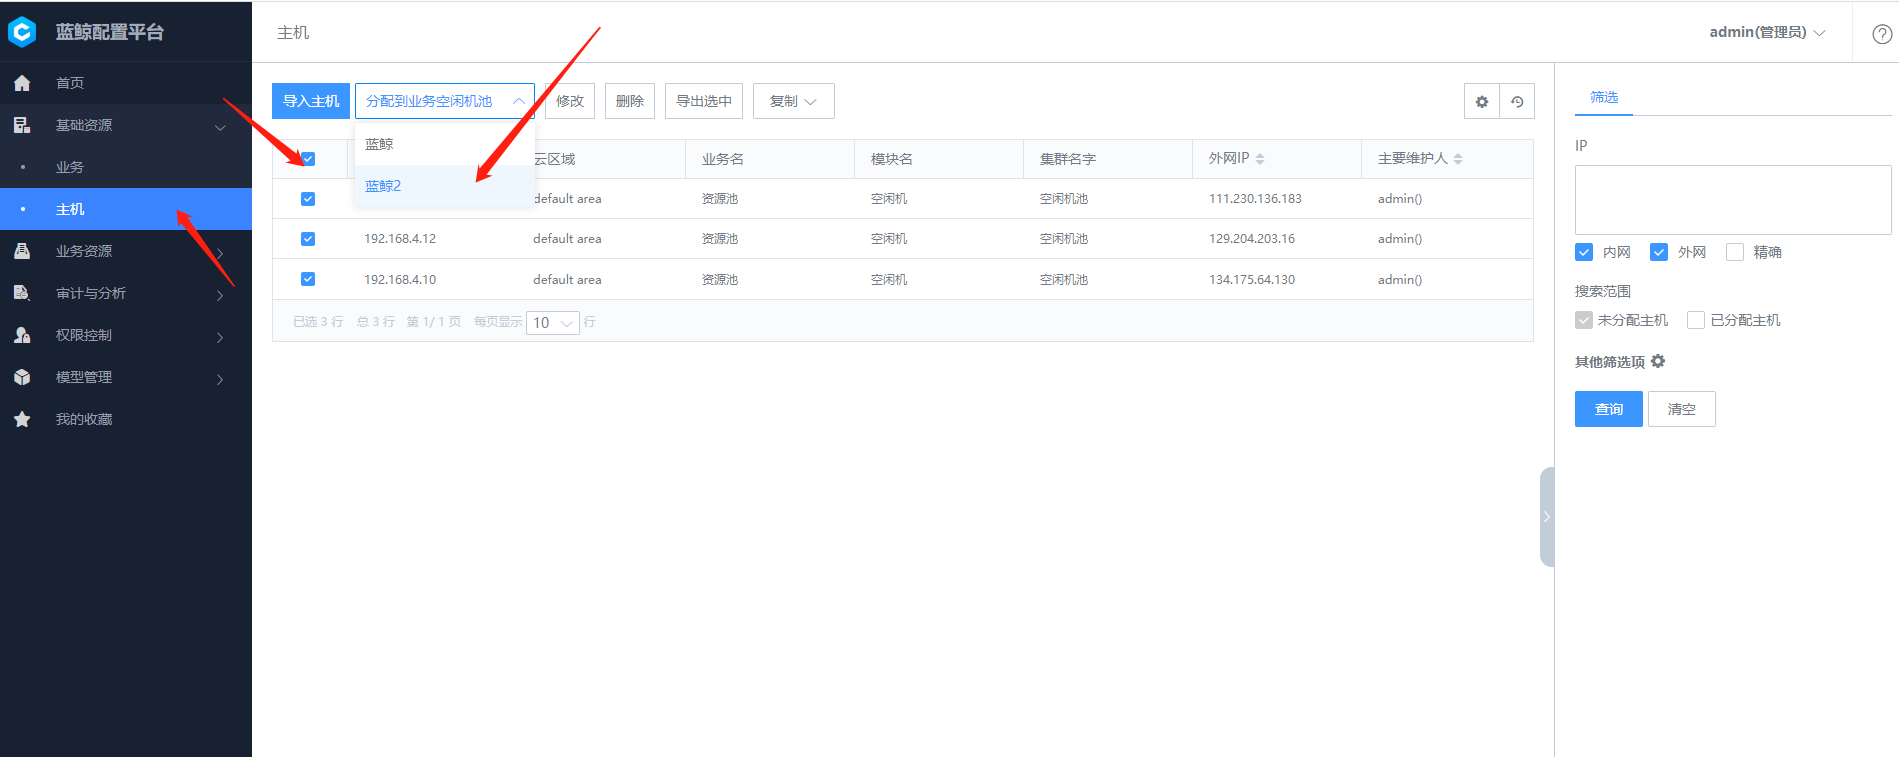 蓝鲸配置平台
首页
基础资源
业务
主机
业务资源
审计与分析
权限控制
模型管理
我的收藏
主机
admin(管理员)
导入主机 分配到业务空闲机池 修改 删除 导出选中 复制
蓝鲸
蓝鲸2
云区域 业务名 模块名 集群名字 外网IP 主要维护人
default area 资源池 空闲机 空闲机池 111.230.136.183 admin()
192.168.4.12 default area 资源池 空闲机 空闲机池 129.204.203.16 admin()
192.168.4.10 default area 资源池 空闲机 空闲机池 134.175.64.130 admin()
已选 3 行 总 3 行 第 1/ 1 页 每页显示 10 行
筛选
IP
内网 外网 精确
搜索范围
未分配主机 已分配主机
其他筛选项
查询 清空